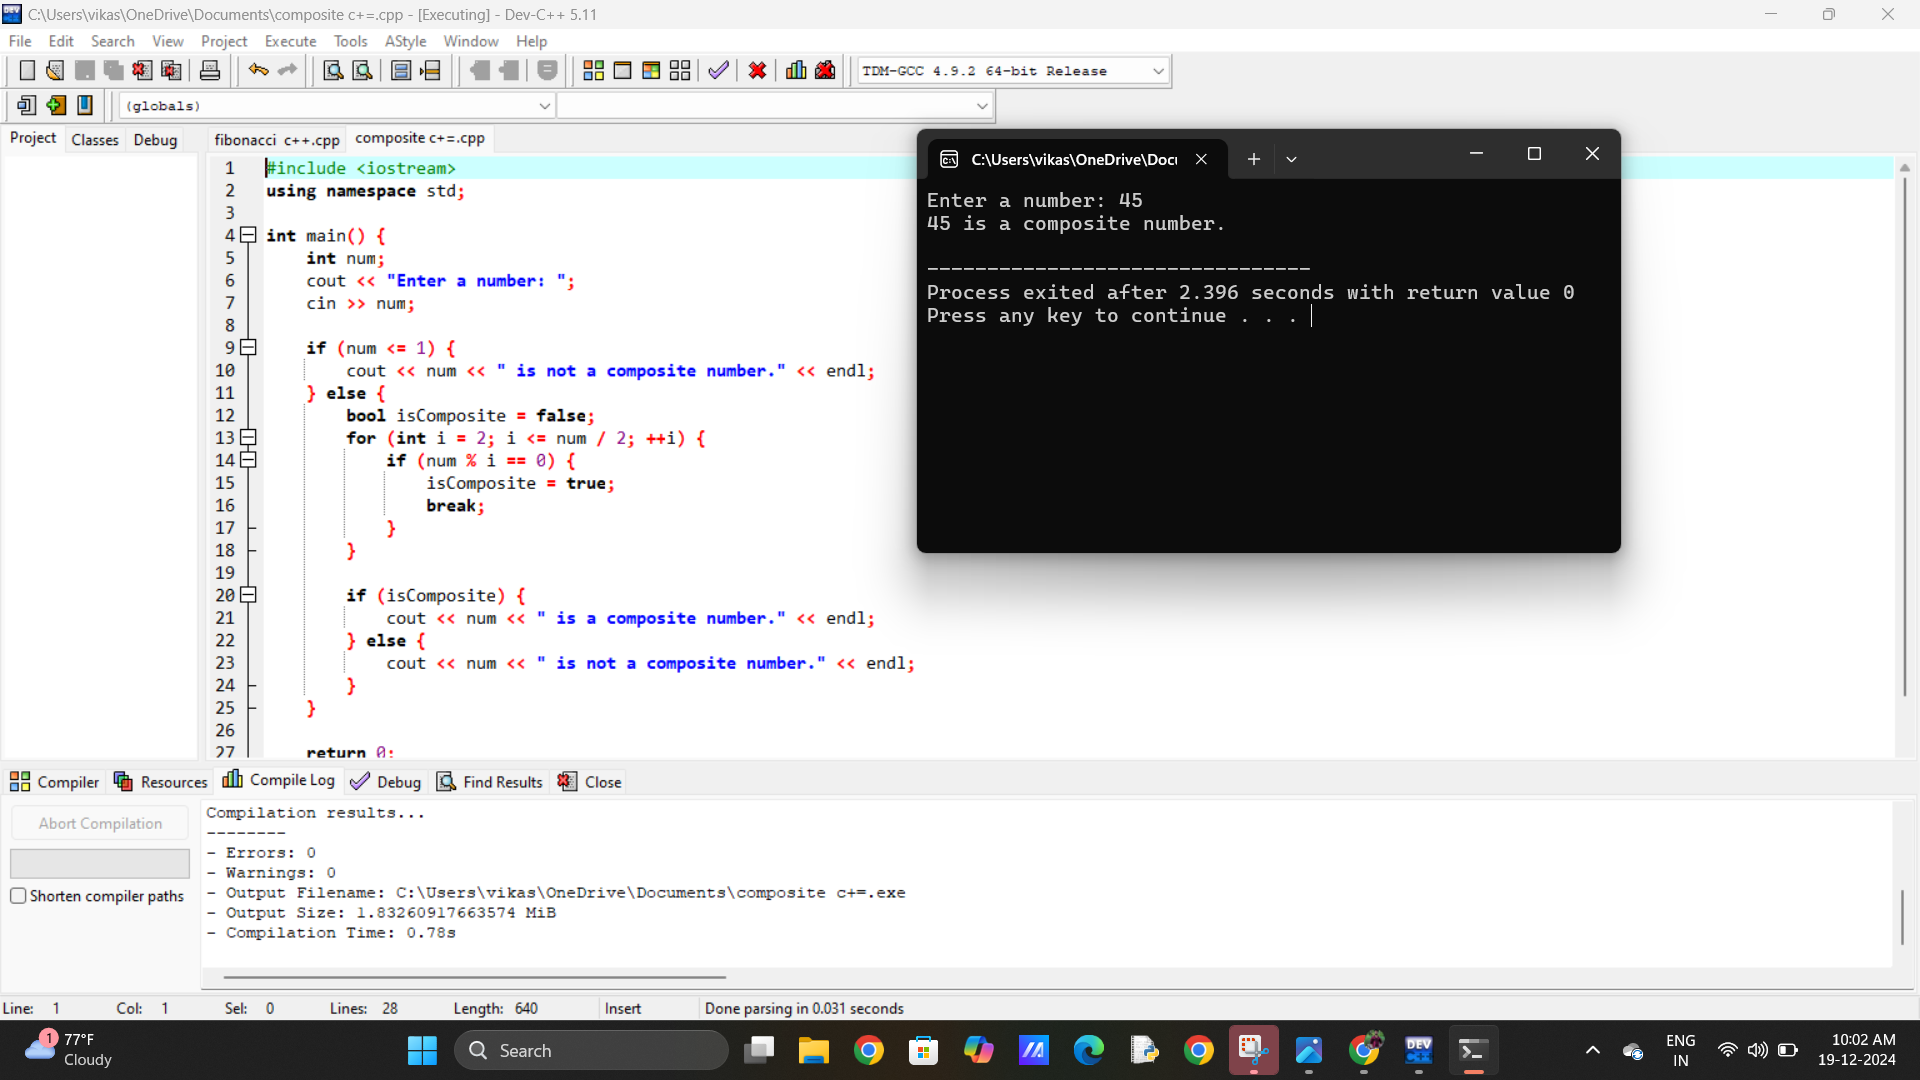 C:\Users\vikas\OneDrive\Documents\composite c+=.cpp - [Executing] - Dev-C++ 5.11
File Edit Search View Project Execute Tools AStyle Window Help
TDM-GCC 4.9.2 64-bit Release
(globals)
Project Classes Debug
fibonacci c++.cpp composite c+=.cpp
1 #include <iostream>
2 using namespace std;
3
4 int main() {
5 int num;
6 cout << "Enter a number: ";
7 cin >> num;
8
9 if (num <= 1) {
10 cout << num << " is not a composite number." << endl;
11 } else {
12 bool isComposite = false;
13 for (int i = 2; i <= num / 2; ++i) {
14 if (num % i == 0) {
15 isComposite = true;
16 break;
17 }
18 }
19
20 if (isComposite) {
21 cout << num << " is a composite number." << endl;
22 } else {
23 cout << num << " is not a composite number." << endl;
24 }
25 }
26
27 return 0;
C:\Users\vikas\OneDrive\Docu
Enter a number: 45
45 is a composite number.
--------------------------------
Process exited after 2.396 seconds with return value 0
Press any key to continue . . .
Compiler Resources Compile Log Debug Find Results Close
Abort Compilation
Shorten compiler paths
Compilation results...
--------
- Errors: 0
- Warnings: 0
- Output Filename: C:\Users\vikas\OneDrive\Documents\composite c+=.exe
- Output Size: 1.83260917663574 MiB
- Compilation Time: 0.78s
Line: 1 Col: 1 Sel: 0 Lines: 28 Length: 640 Insert Done parsing in 0.031 seconds
1
77°F
Cloudy
Search
DEV
C++
ENG
IN
10:02 AM
19-12-2024